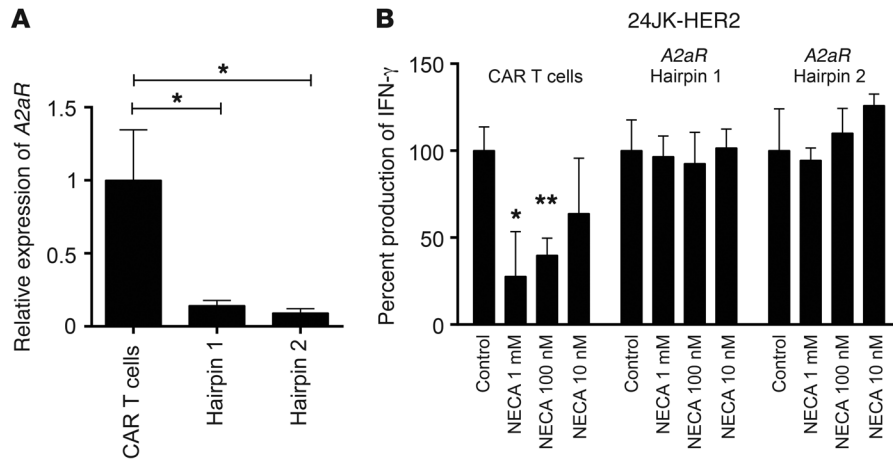 A
Relative expression of A2aR
1.5
1
0.5
0
*
*
CAR T cells
Hairpin 1
Hairpin 2
B
24JK-HER2
Percent production of IFN-γ
150
100
50
0
CAR T cells
A2aR
Hairpin 1
A2aR
Hairpin 2
*
**
Control
NECA 1 mM
NECA 100 nM
NECA 10 nM
Control
NECA 1 mM
NECA 100 nM
NECA 10 nM
Control
NECA 1 mM
NECA 100 nM
NECA 10 nM